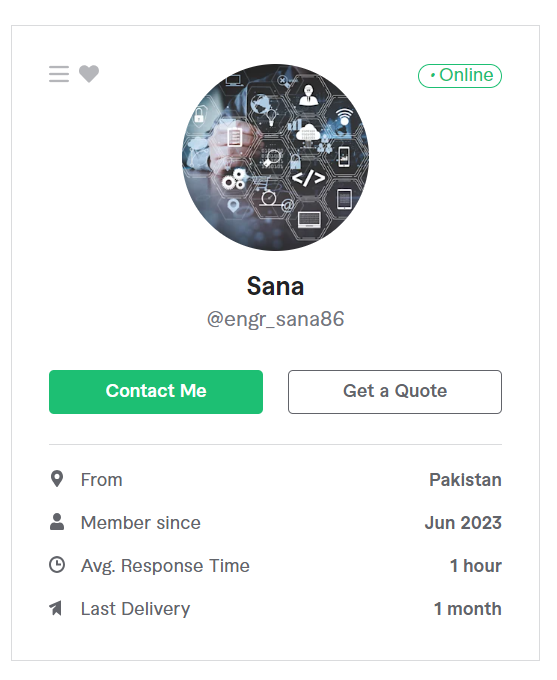 • Online
</>
@
Sana
@engr_sana86
Contact Me
Get a Quote
From Pakistan
Member since Jun 2023
Avg. Response Time 1 hour
Last Delivery 1 month